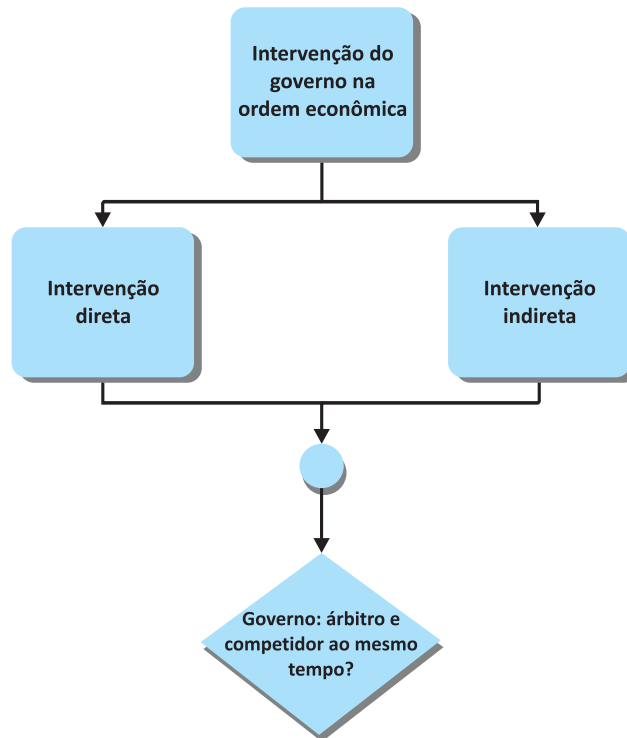 Intervenção do
governo na
ordem econômica
Intervenção
direta
Intervenção
indireta
Governo: árbitro e
competidor ao mesmo
tempo?